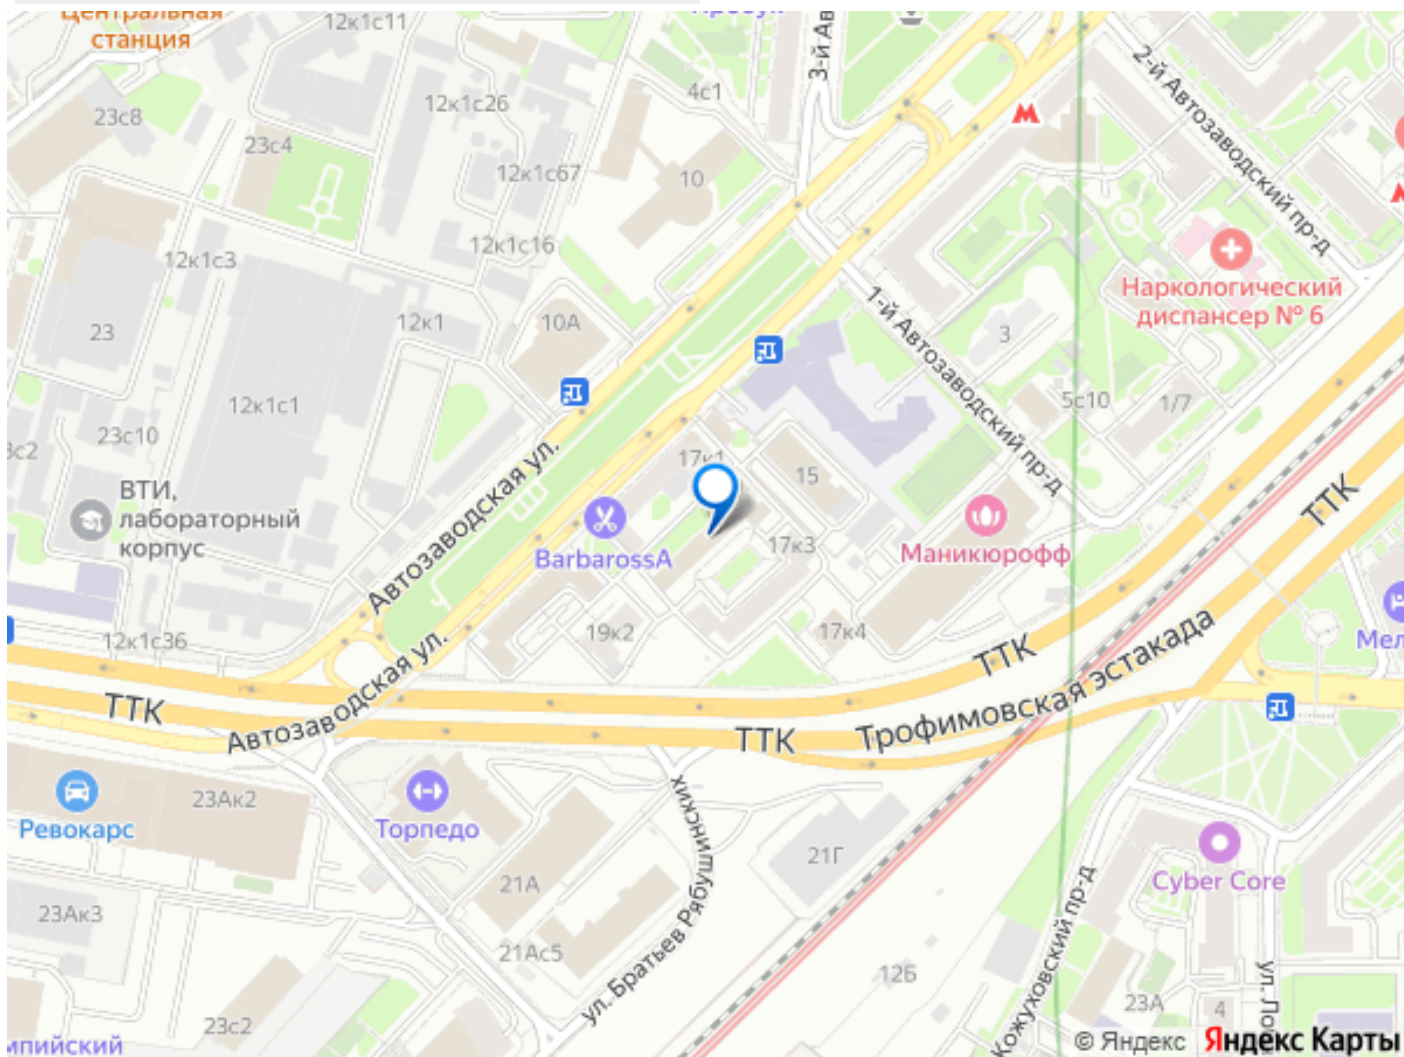 Центральная
станция
12к1с11
3-й Ав
2-й Автозаводский пр-д
4с1
12к1с26
23с8
23с4
12к1с67
10
12к1с16
12к1с3
Наркологический
диспансер № 6
1-й Автозаводский пр-д
12к1
10А
23
3
5с10
1/7
12к1с1
23с10
17к1
15
ВТИ,
лабораторный
корпус
Автозаводская ул.
BarbarossA
17к3
Маникюрофф
ТТК
12к1с36
19к2
17к4
ТТК
Трофимовская эстакада
Автозаводская ул.
ТТК
ТТК
23Ак2
Ревокарс
Торпедо
ул. Братьев Рябушинских
21Г
Cyber Core
21А
23Ак3
21Ас5
12Б
Кожуховский пр-д
23А
4
23с2
© Яндекс
Яндекс Карты